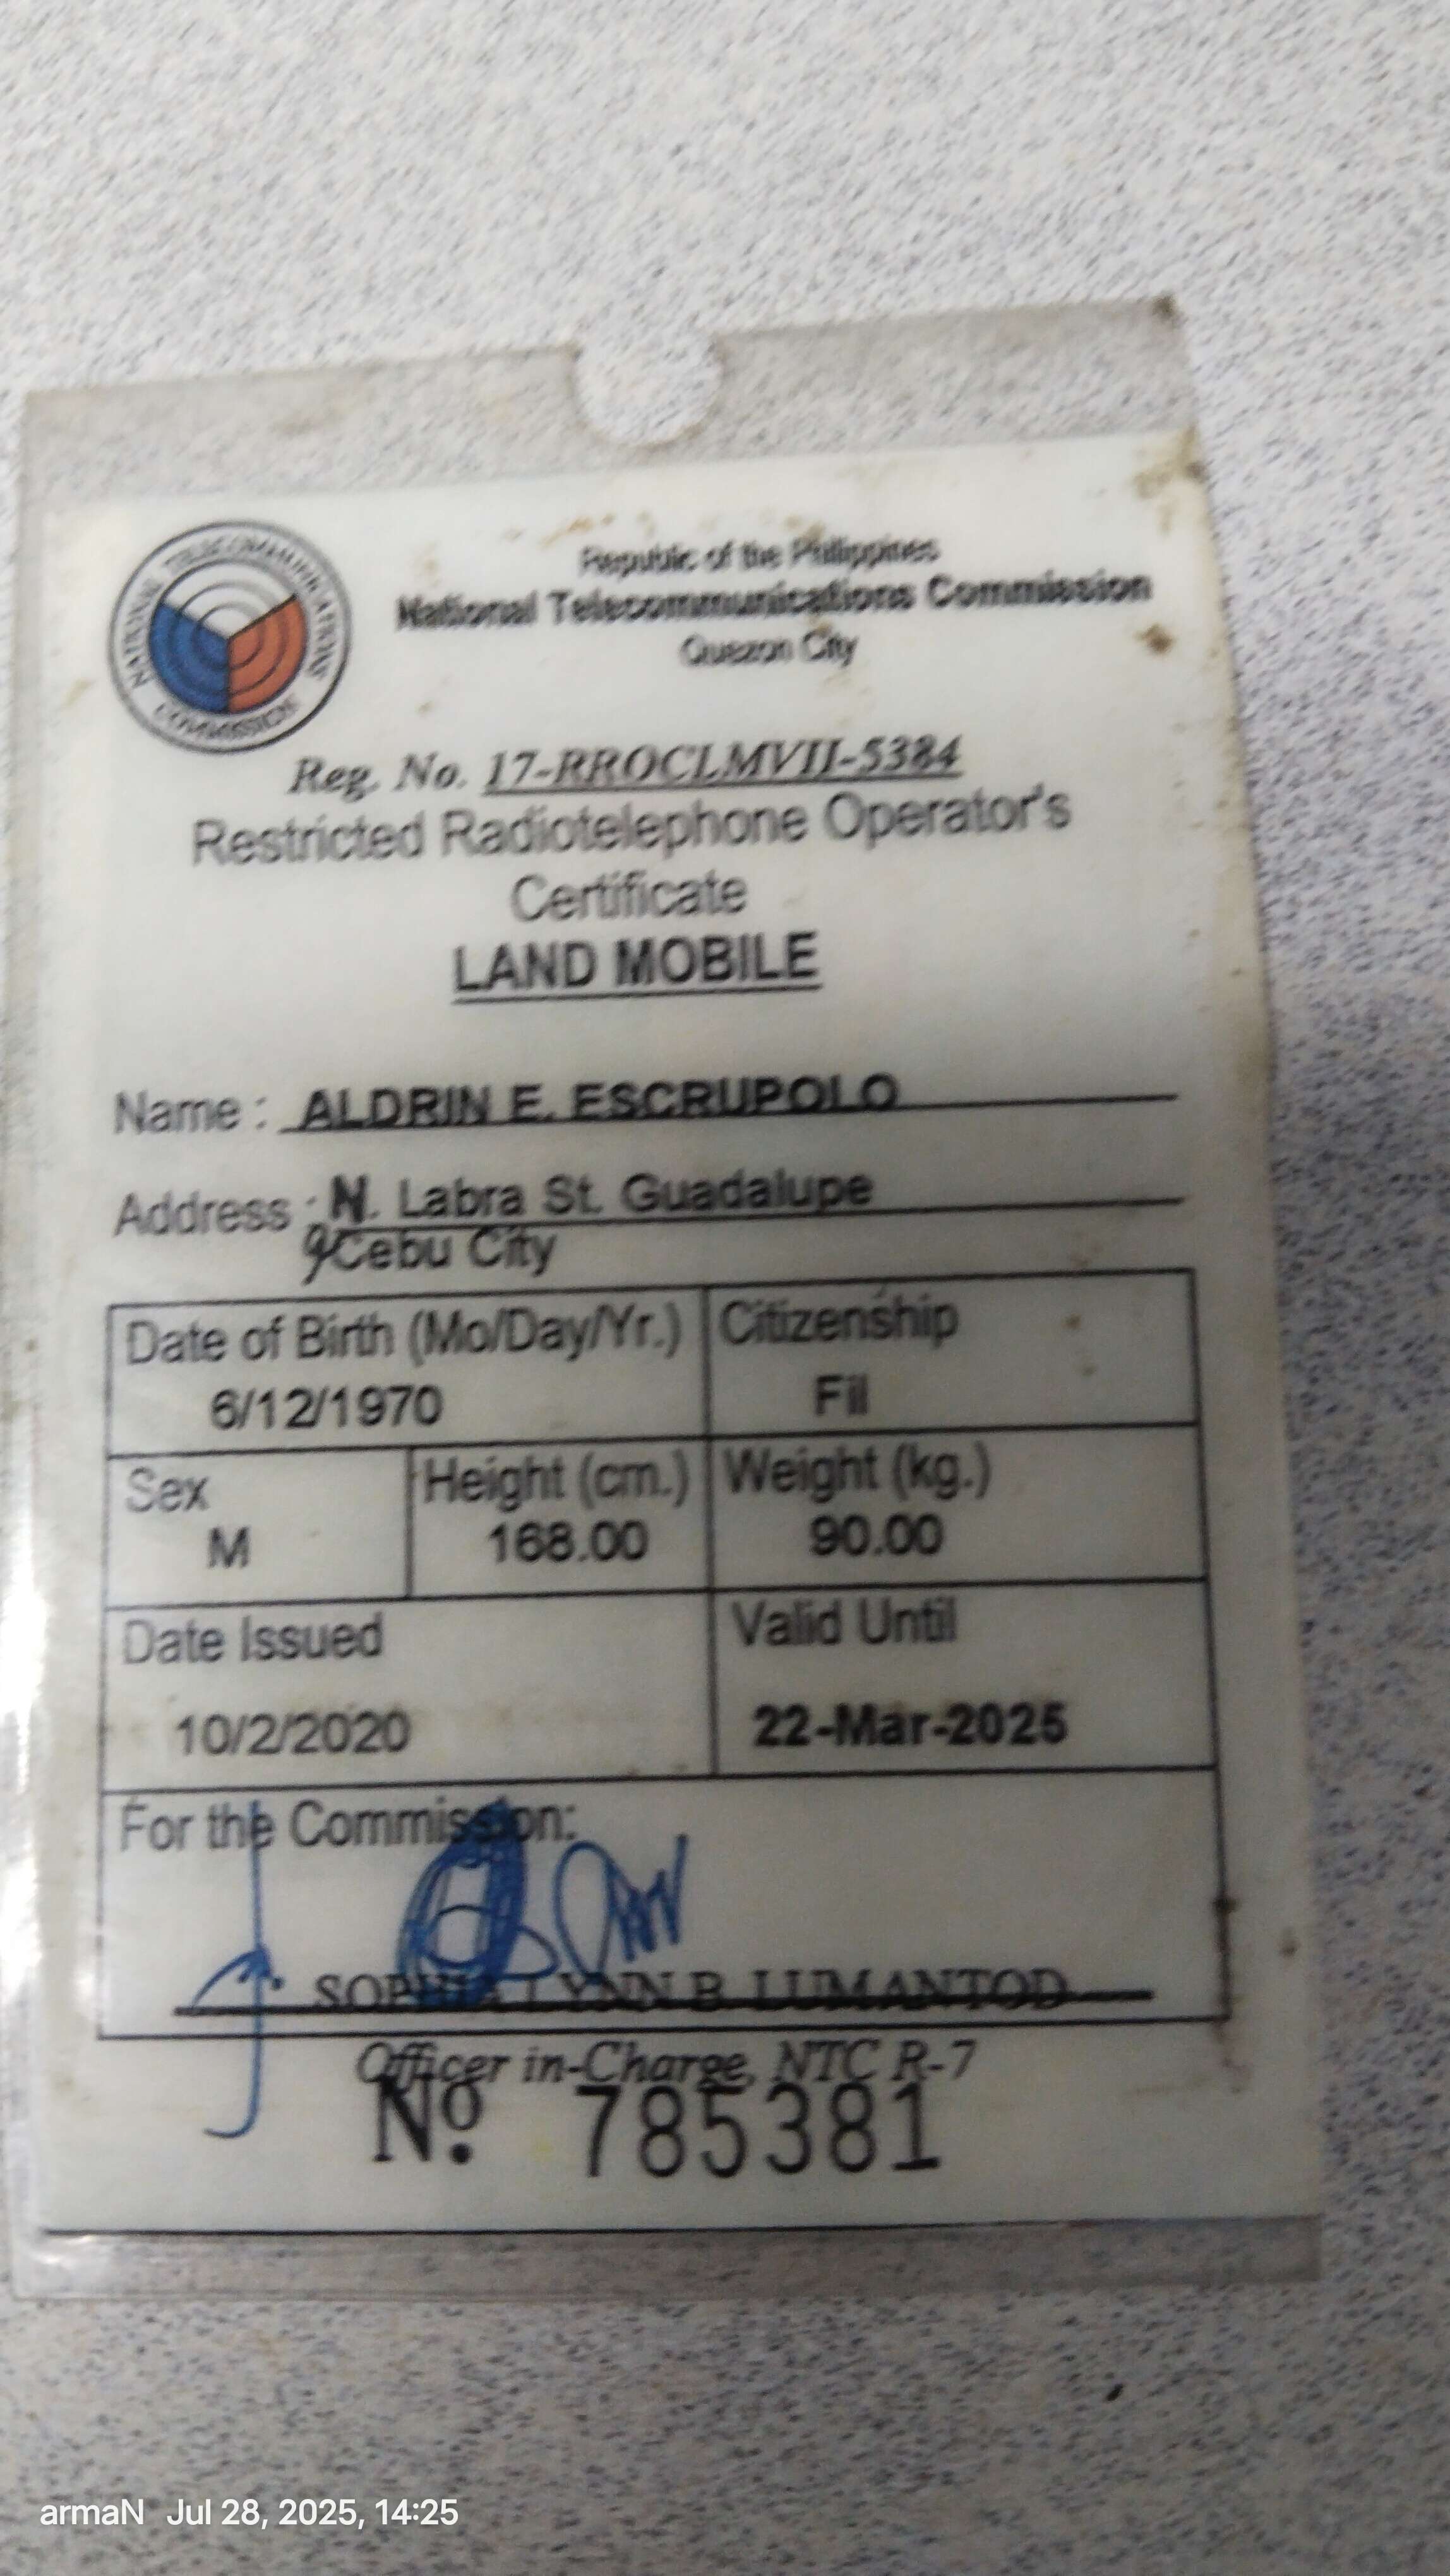 NATIONAL TELECOMMUNICATIONS
COMMISSION
Republic of the Philippines
National Telecommunications Commission
Quezon City
Reg. No. 17-RROCLMVII-5384
Restricted Radiotelephone Operator's
Certificate
LAND MOBILE
Name : ALDRIN E. ESCRUPOLO
Address : N. Labra St. Guadalupe
Cebu City
Date of Birth (Mo/Day/Yr.) Citizenship
6/12/1970 Fil
Sex Height (cm.) Weight (kg.)
M 168.00 90.00
Date Issued Valid Until
10/2/2020 22-Mar-2025
For the Commission:
SOPHIA LYNN B. LUMANTOD
Officer in-Charge, NTC R-7
Nº. 785381
armaN Jul 28, 2025, 14:25